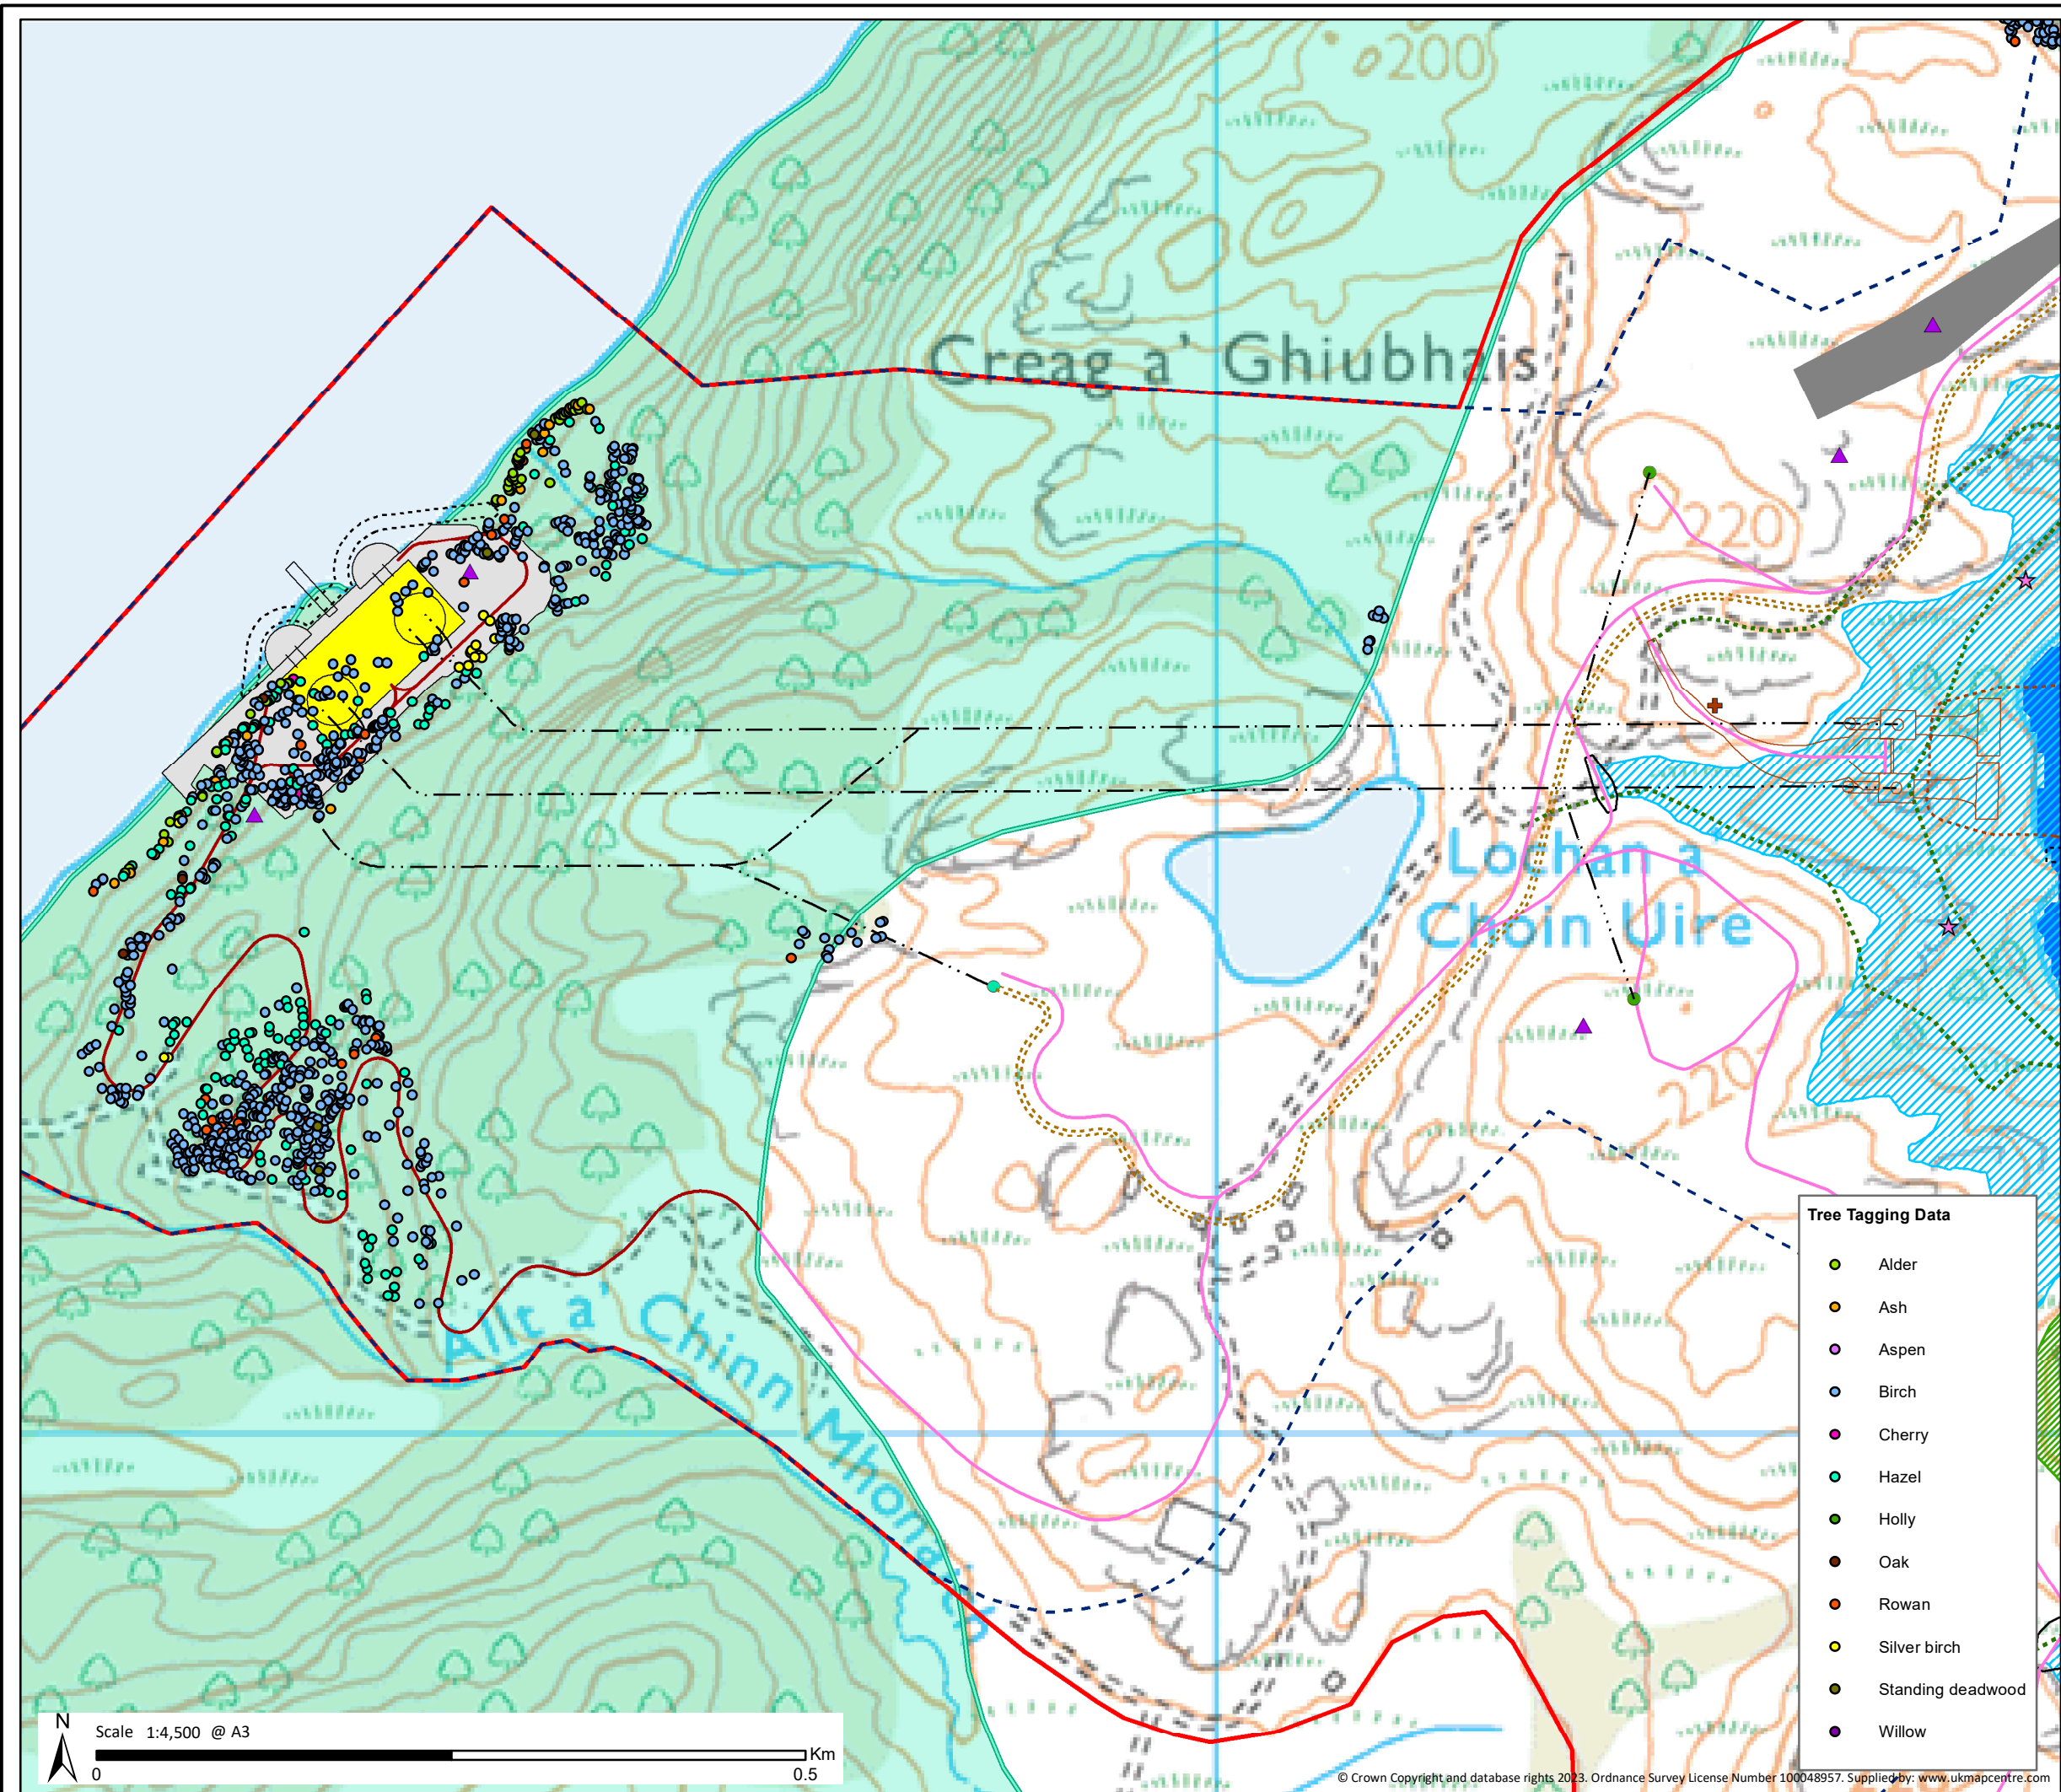 200
Creag a' Ghiubhais
220
Lochan a'
Choin Uire
220
Allt a' Chinn Mhonaich
Tree Tagging Data
Alder
Ash
Aspen
Birch
Cherry
Hazel
Holly
Oak
Rowan
Silver birch
Standing deadwood
Willow
N
Scale 1:4,500 @ A3
Km
0 0.5
© Crown Copyright and database rights 2023. Ordnance Survey License Number 100048957. Supplied by: www.ukmapcentre.com